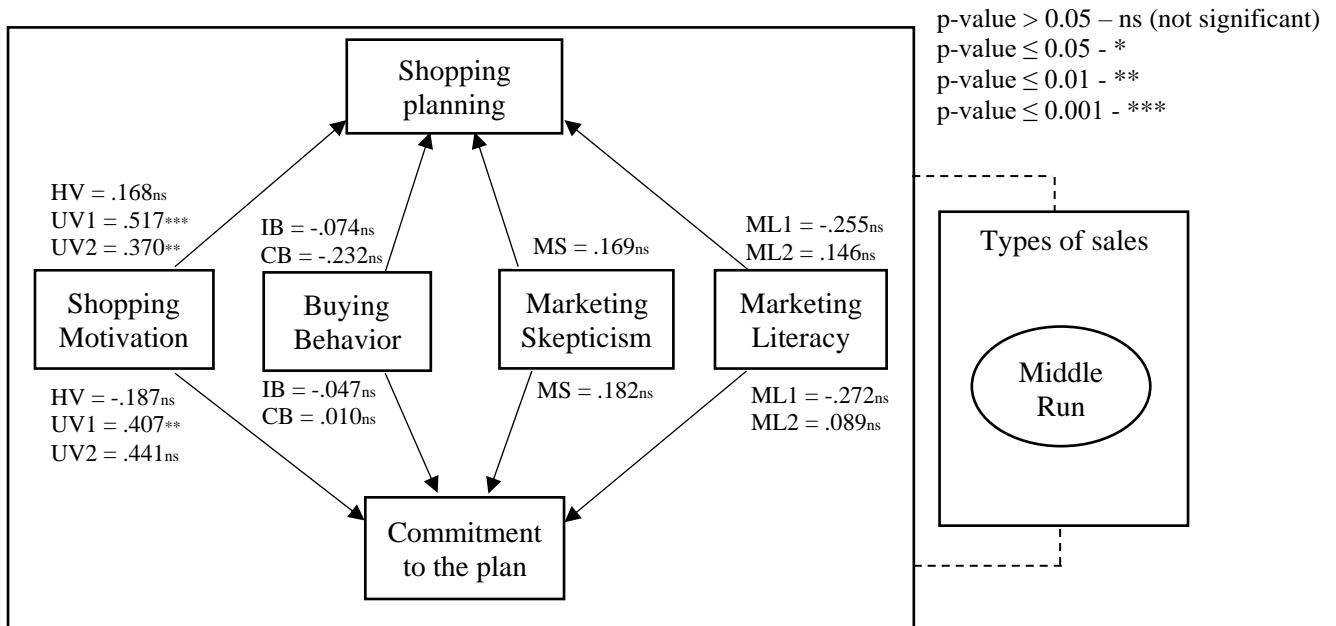 p-value > 0.05 – ns (not significant)
p-value ≤ 0.05 - *
p-value ≤ 0.01 - **
p-value ≤ 0.001 - ***
Shopping
planning
HV = .168ns
UV1 = .517***
UV2 = .370**
IB = -.074ns
CB = -.232ns
MS = .169ns
ML1 = -.255ns
ML2 = .146ns
Shopping
Motivation
Buying
Behavior
Marketing
Skepticism
Marketing
Literacy
HV = -.187ns
UV1 = .407**
UV2 = .441ns
IB = -.047ns
CB = .010ns
MS = .182ns
ML1 = -.272ns
ML2 = .089ns
Commitment
to the plan
Types of sales
Middle
Run